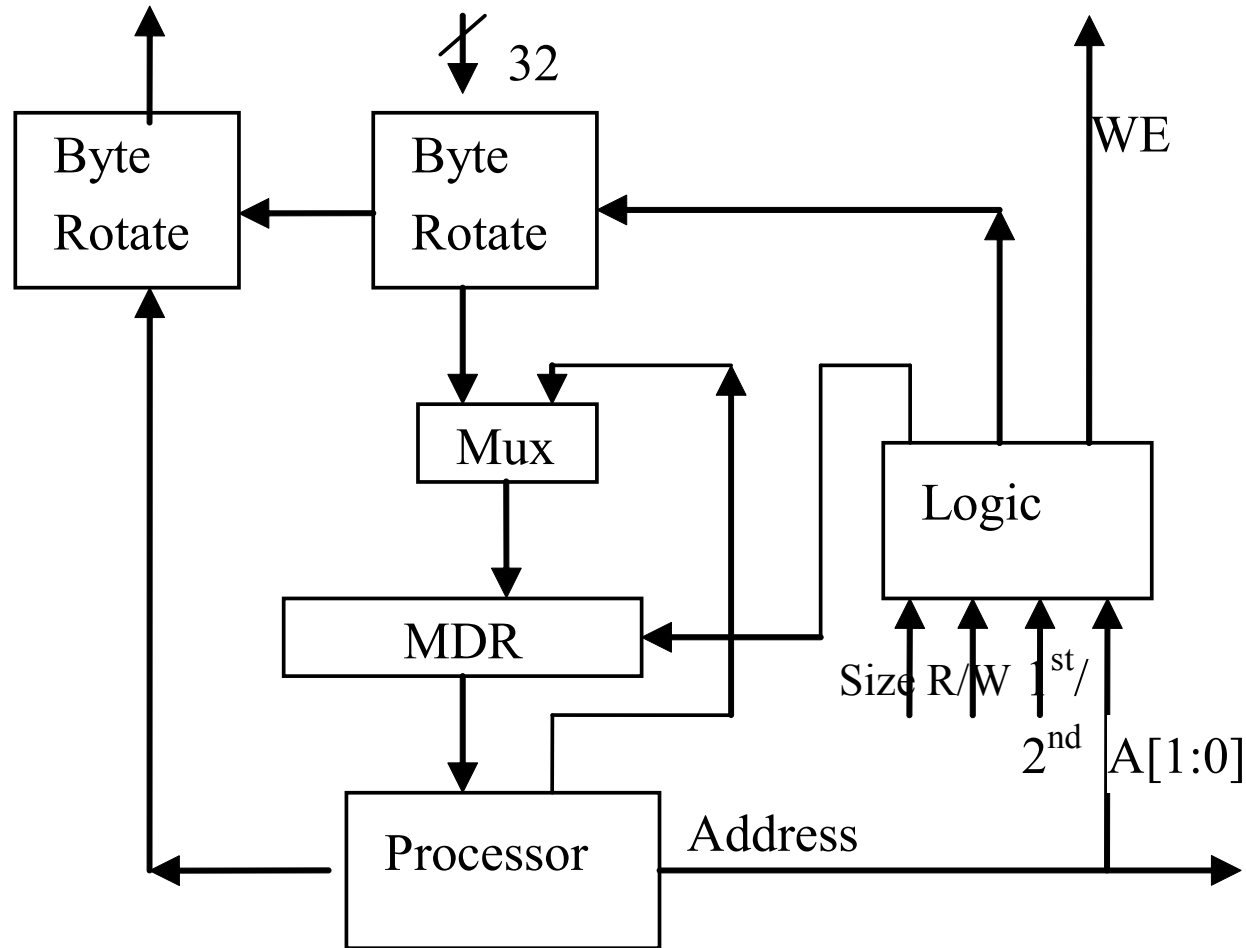 32
WE
Byte
Rotate
Byte
Rotate
Mux
Logic
MDR
Size R/W 1st/
2nd A[1:0]
Address
Processor